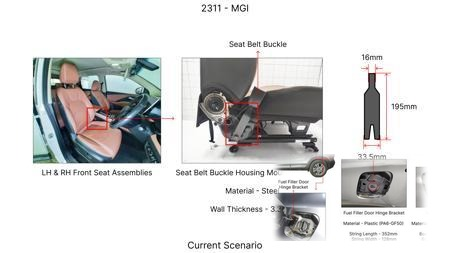 2311 - MGI
Seat Belt Buckle
16mm
195mm
33.5mm
LH & RH Front Seat Assemblies
Seat Belt Buckle Housing Mo
Material - Stee
Wall Thickness - 3.
Fuel Filler Door
Hinge Bracket
Fuel Filler Door Hinge Bracket
Material - Plastic (PA6-GF50)
String Length - 352mm
Current Scenario